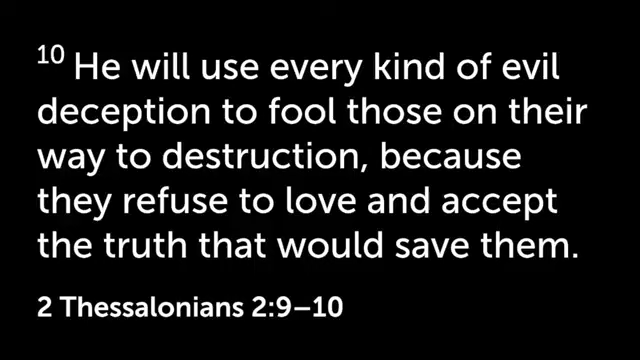 10 He will use every kind of evil
deception to fool those on their
way to destruction, because
they refuse to love and accept
the truth that would save them.
2 Thessalonians 2:9–10